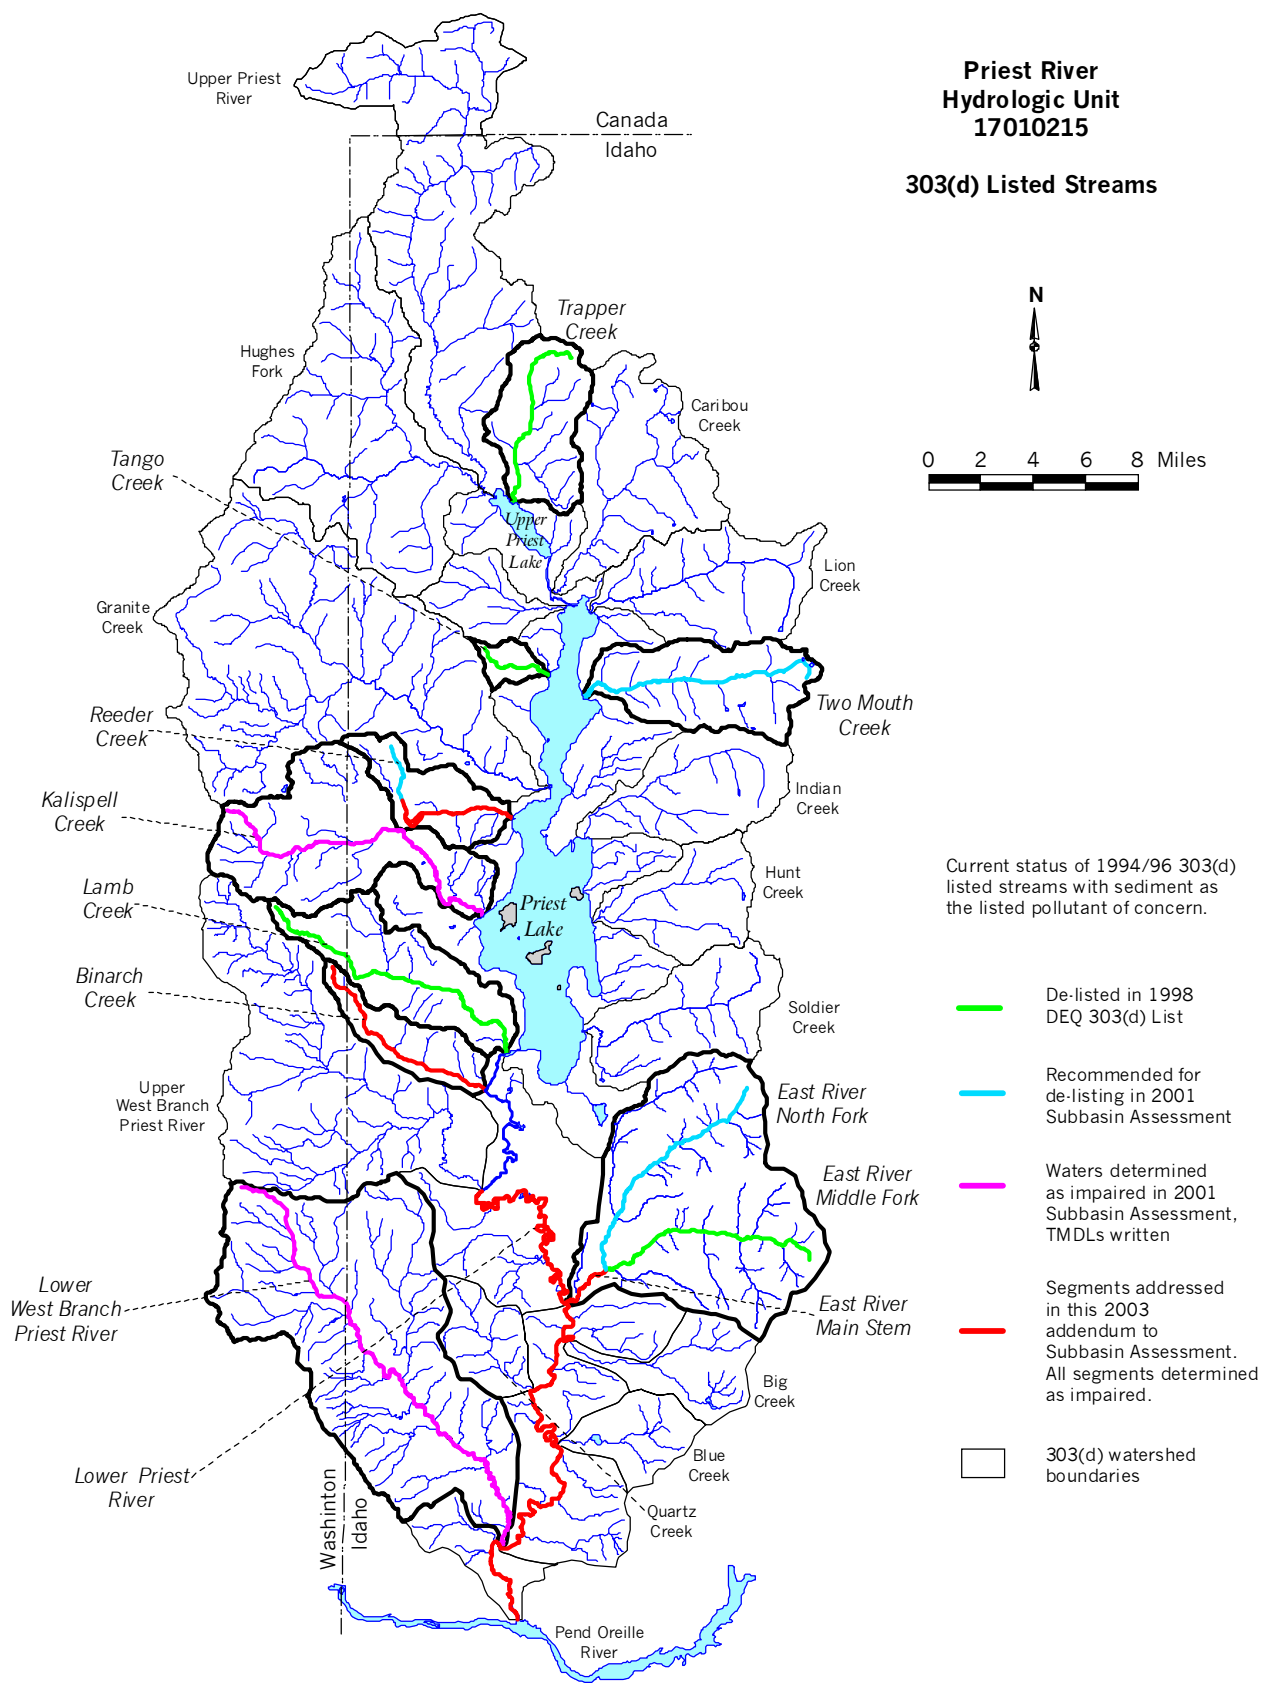 Priest River
Hydrologic Unit
17010215
303(d) Listed Streams
Upper Priest
River
Canada
Idaho
N
Trapper
Creek
Hughes
Fork
Caribou
Creek
Tango
Creek
0 2 4 6 8 Miles
Upper
Priest
Lake
Lion
Creek
Granite
Creek
Two Mouth
Creek
Reeder
Creek
Kalispell
Creek
Indian
Creek
Hunt
Creek
Lamb
Creek
Priest
Lake
Current status of 1994/96 303(d)
listed streams with sediment as
the listed pollutant of concern.
Binarch
Creek
Soldier
Creek
De-listed in 1998
DEQ 303(d) List
Upper
West Branch
Priest River
East River
North Fork
Recommended for
de-listing in 2001
Subbasin Assessment
East River
Middle Fork
Waters determined
as impaired in 2001
Subbasin Assessment,
TMDLs written
Lower
West Branch
Priest River
East River
Main Stem
Segments addressed
in this 2003
addendum to
Subbasin Assessment.
All segments determined
as impaired.
Big
Creek
Blue
Creek
303(d) watershed
boundaries
Lower Priest
River
Quartz
Creek
Washinton
Idaho
Pend Oreille
River